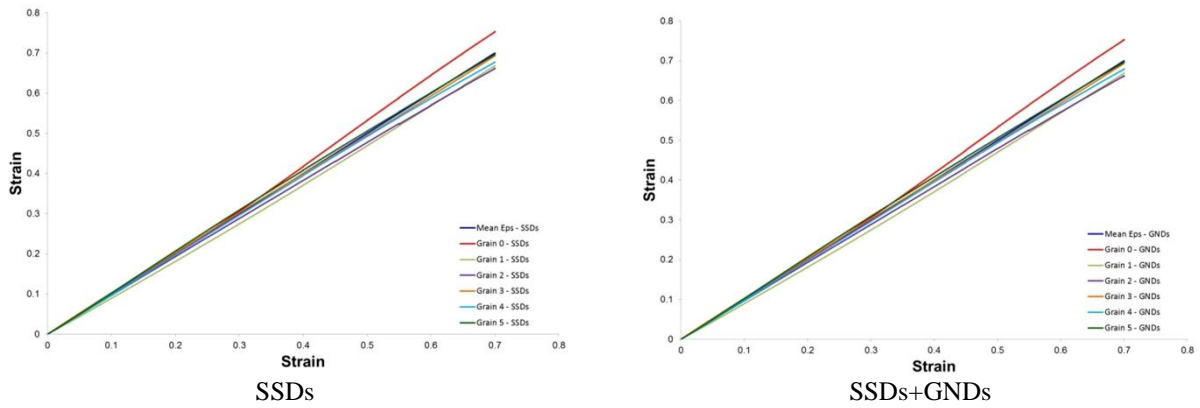 0.8
0.7
0.6
0.5
0.4
0.3
0.2
0.1
0
Strain
Mean Eps - SSDs
Grain 0 - SSDs
Grain 1 - SSDs
Grain 2 - SSDs
Grain 3 - SSDs
Grain 4 - SSDs
Grain 5 - SSDs
0 0.1 0.2 0.3 0.4 0.5 0.6 0.7 0.8
Strain
SSDs
0.8
0.7
0.6
0.5
0.4
0.3
0.2
0.1
0
Strain
Mean Eps - GNDs
Grain 0 - GNDs
Grain 1 - GNDs
Grain 2 - GNDs
Grain 3 - GNDs
Grain 4 - GNDs
Grain 5 - GNDs
0 0.1 0.2 0.3 0.4 0.5 0.6 0.7 0.8
Strain
SSDs+GNDs